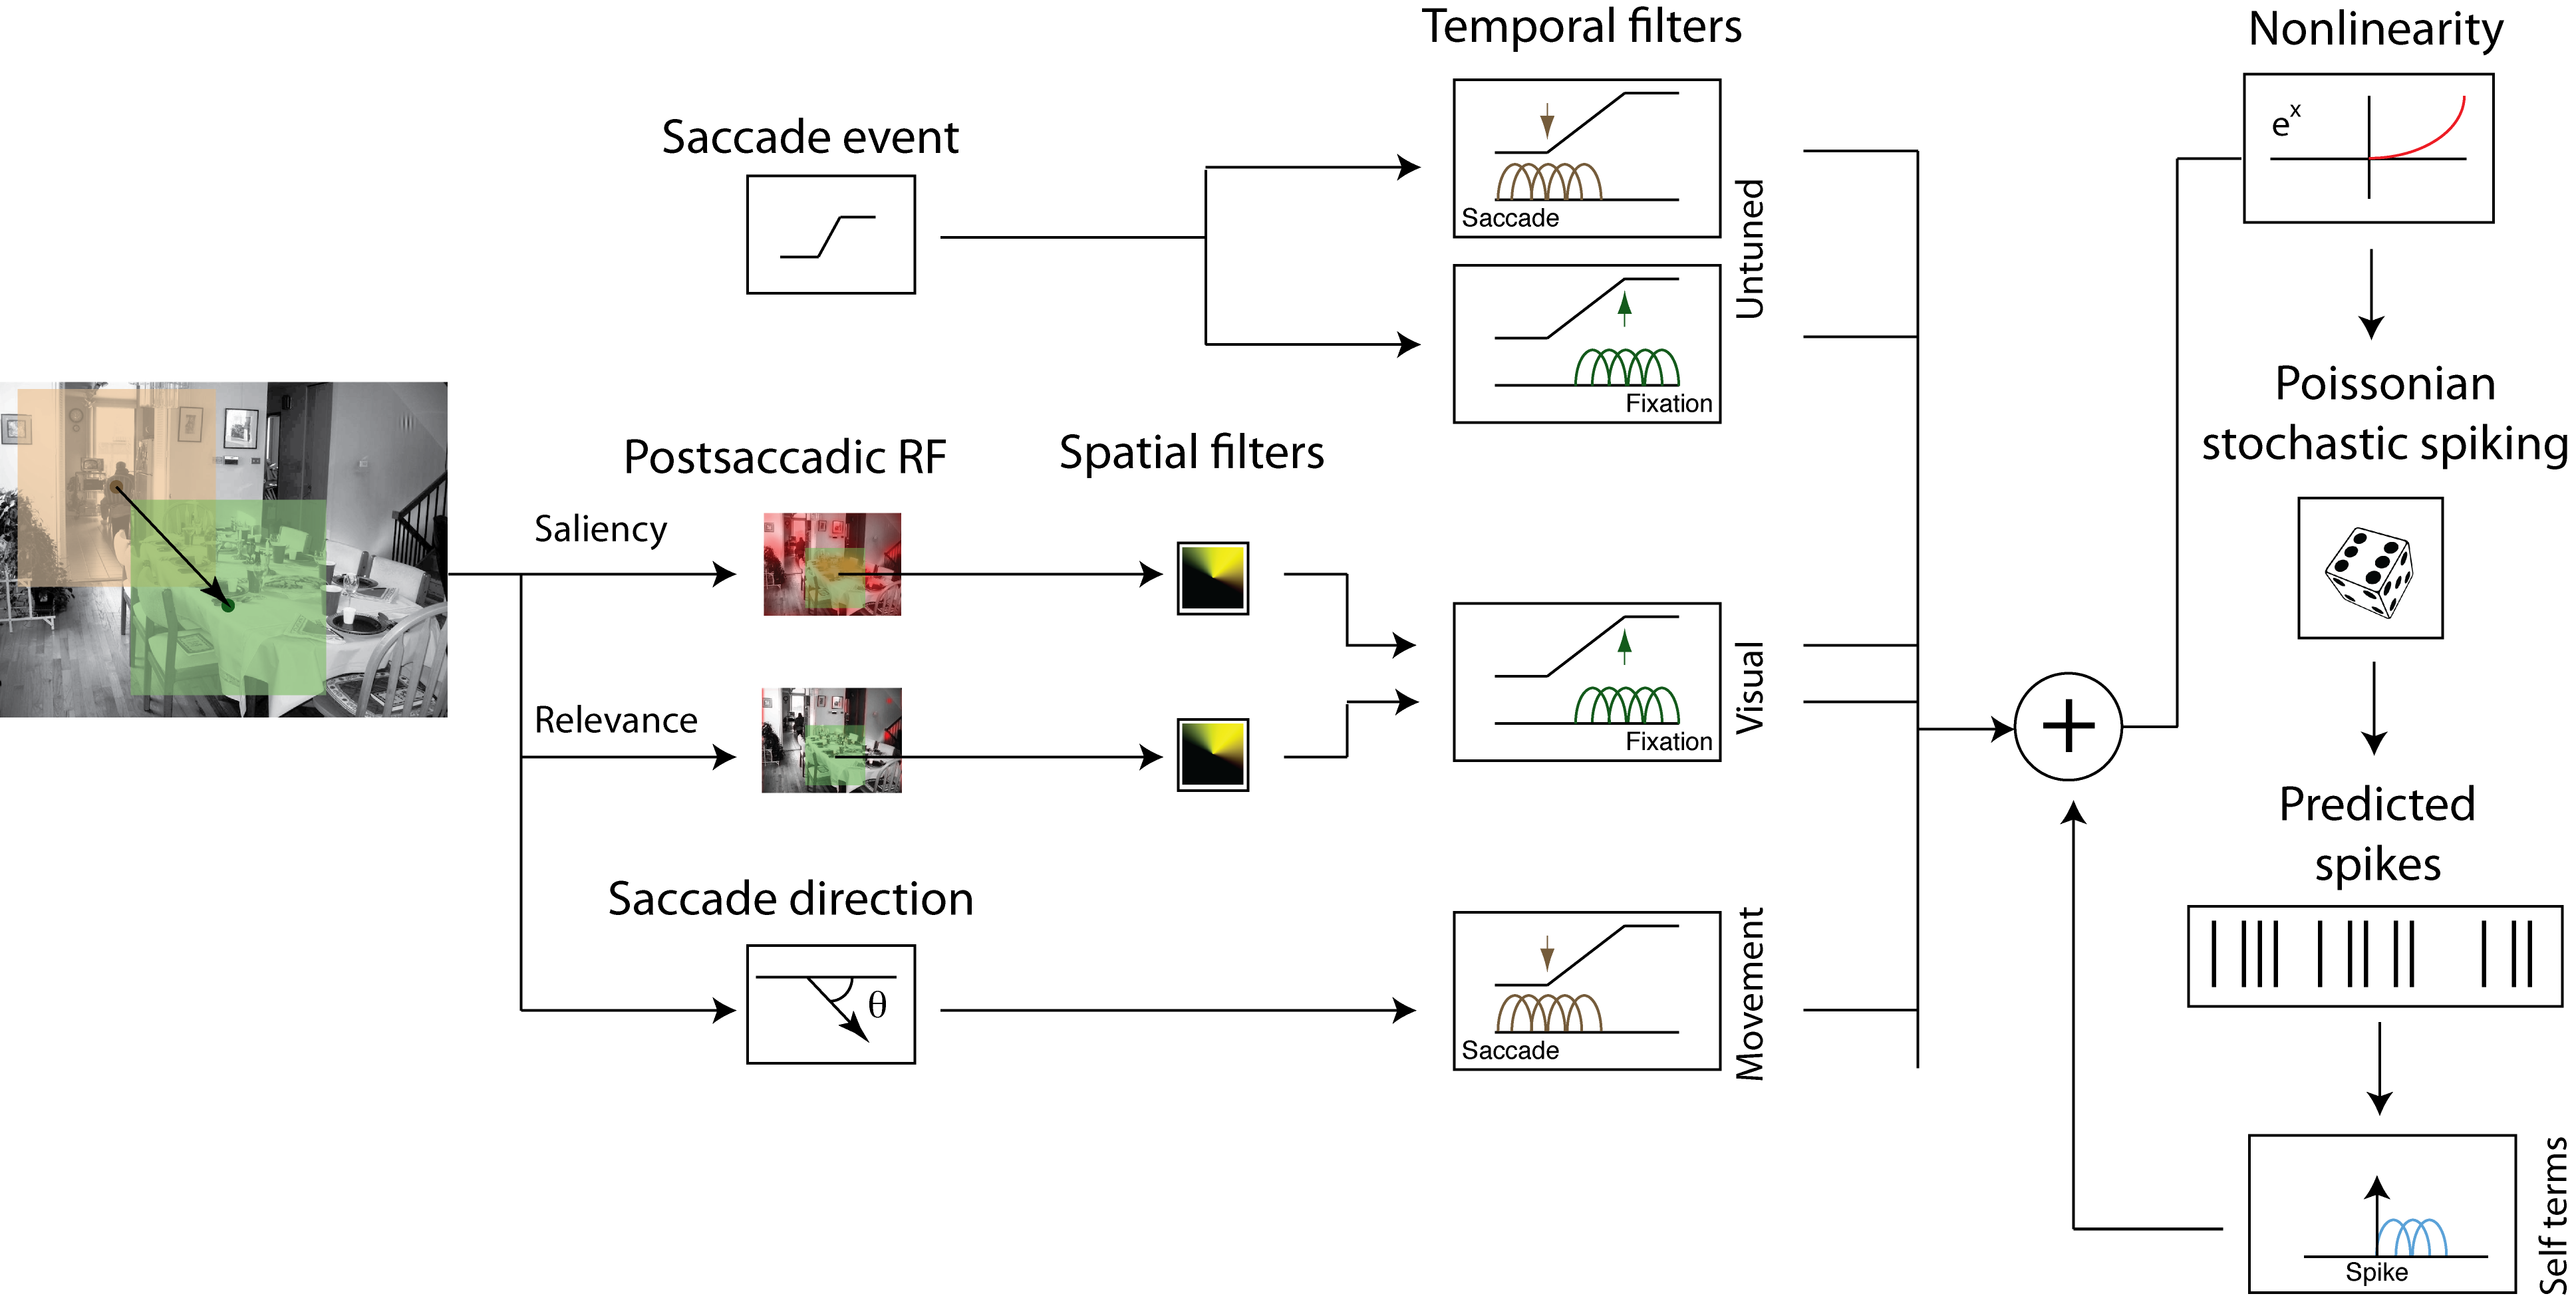 Temporal filters
Nonlinearity
Saccade event
e^x
Saccade
Untuned
Fixation
Poissonian
stochastic spiking
Postsaccadic RF
Spatial filters
Saliency
Relevance
Visual
Fixation
Predicted
spikes
Saccade direction
θ
Movement
Saccade
Self terms
Spike